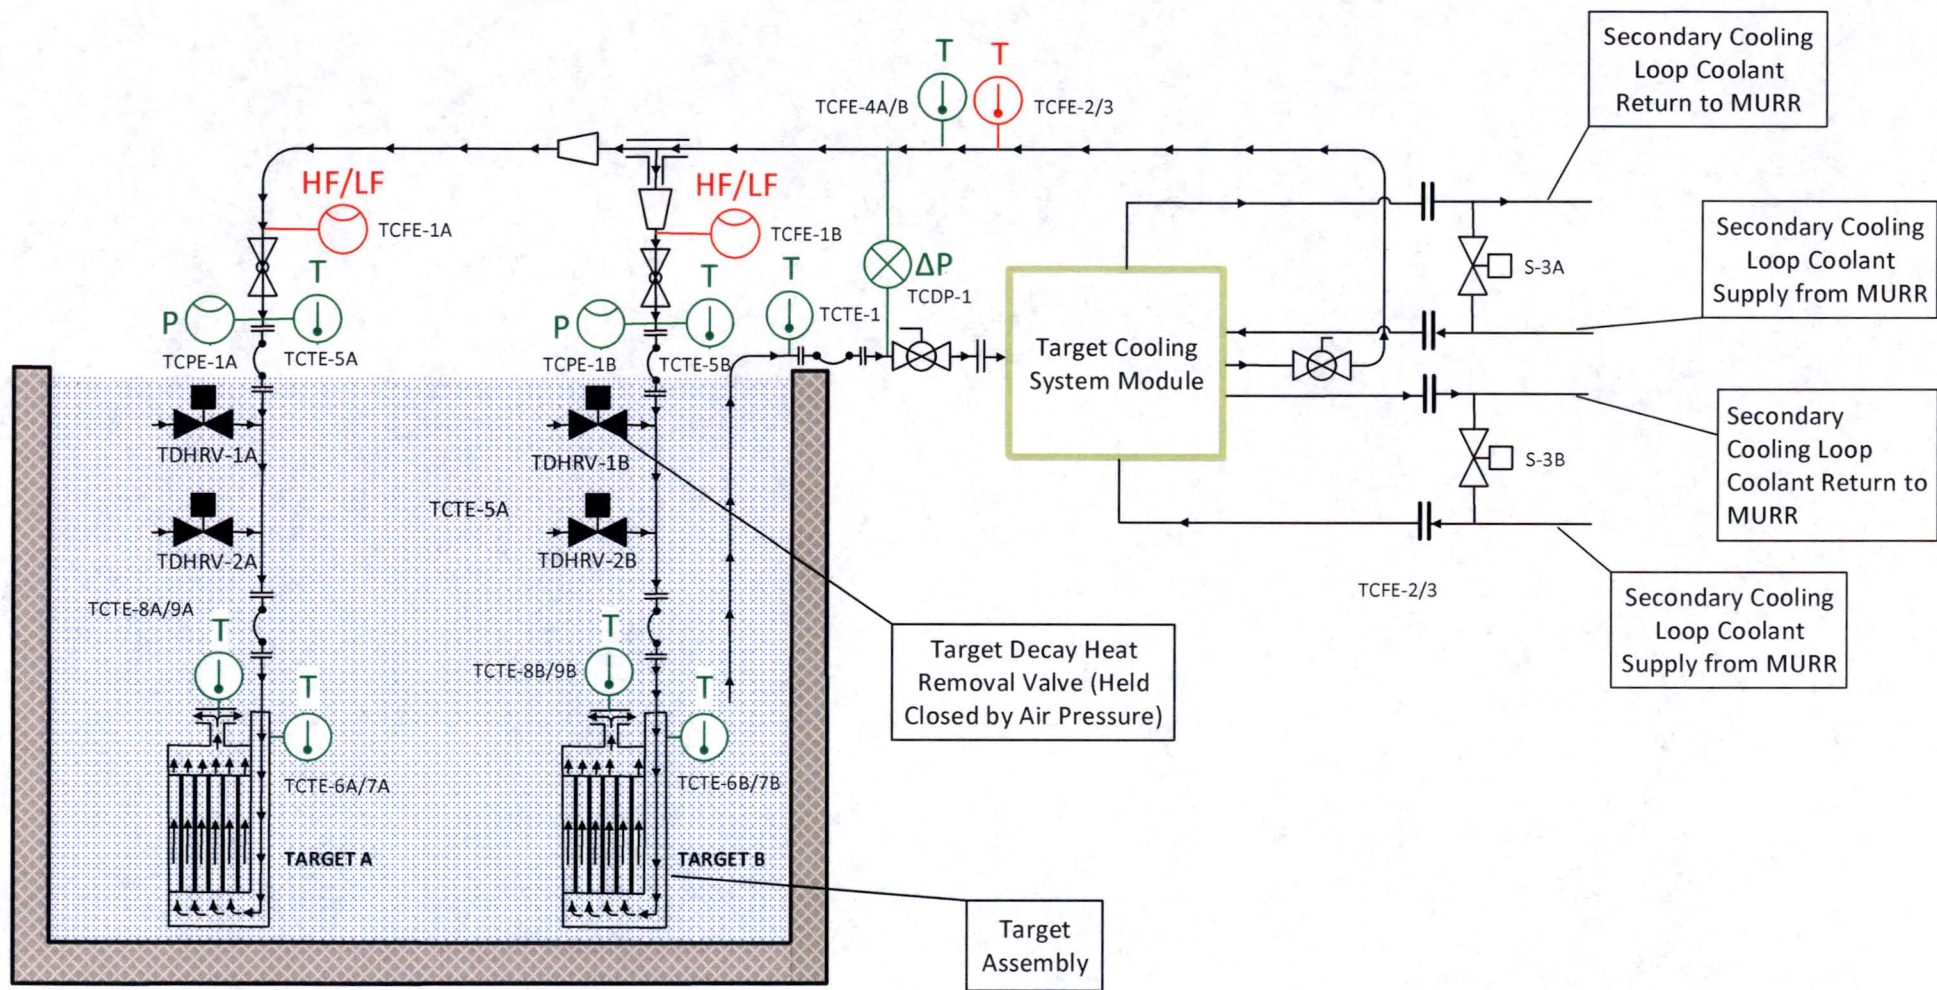 Secondary Cooling
Loop Coolant
Return to MURR
T
T
TCFE-4A/B
TCFE-2/3
HF/LF
TCFE-1A
HF/LF
TCFE-1B
Secondary Cooling
Loop Coolant
Supply from MURR
S-3A
T
T
T
ΔP
TCDP-1
P
TCPE-1A
TCTE-5A
P
TCPE-1B
TCTE-5B
TCTE-1
Target Cooling
System Module
Secondary
Cooling Loop
Coolant Return to
MURR
S-3B
TDHRV-1A
TDHRV-1B
TCTE-5A
TDHRV-2A
TDHRV-2B
TCFE-2/3
Secondary Cooling
Loop Coolant
Supply from MURR
TCTE-8A/9A
T
T
TCTE-8B/9B
T
T
Target Decay Heat
Removal Valve (Held
Closed by Air Pressure)
TCTE-6A/7A
TCTE-6B/7B
TARGET A
TARGET B
Target
Assembly